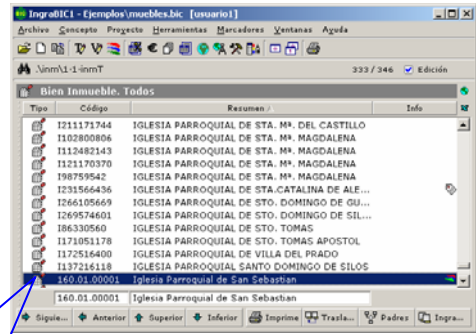 IngraBIC1 - Ejemplos\muebles.bic [usuario1]
Archivo Concepto Proyecto Herramientas Marcadores Ventanas Ayuda
.\inm\1-1-inmT 333 / 346 Edición
Bien Inmueble. Todos
Tipo Código Resumen / Info
I211171744 IGLESIA PARROQUIAL DE STA. Mª. DEL CASTILLO
I102800806 IGLESIA PARROQUIAL DE STA. Mª. MAGDALENA
I112482143 IGLESIA PARROQUIAL DE STA. Mª. MAGDALENA
I121170370 IGLESIA PARROQUIAL DE STA. Mª. MAGDALENA
I98759542 IGLESIA PARROQUIAL DE STA. Mª. MAGDALENA
I231566436 IGLESIA PARROQUIAL DE STA.CATALINA DE ALE...
I266105669 IGLESIA PARROQUIAL DE STO. DOMINGO DE GU...
I269574601 IGLESIA PARROQUIAL DE STO. DOMINGO DE SIL...
I86330560 IGLESIA PARROQUIAL DE STO. TOMAS
I171051178 IGLESIA PARROQUIAL DE STO. TOMAS APOSTOL
I172516400 IGLESIA PARROQUIAL DE VILLA DEL PRADO
I137216118 IGLESIA PARROQUIAL SANTO DOMINGO DE SILOS
160.01.00001 Iglesia Parroquial de San Sebastian
160.01.00001 Iglesia Parroquial de San Sebastian
Siguie... Anterior Superior Inferior Imprime Trasla... Padres Ingra...